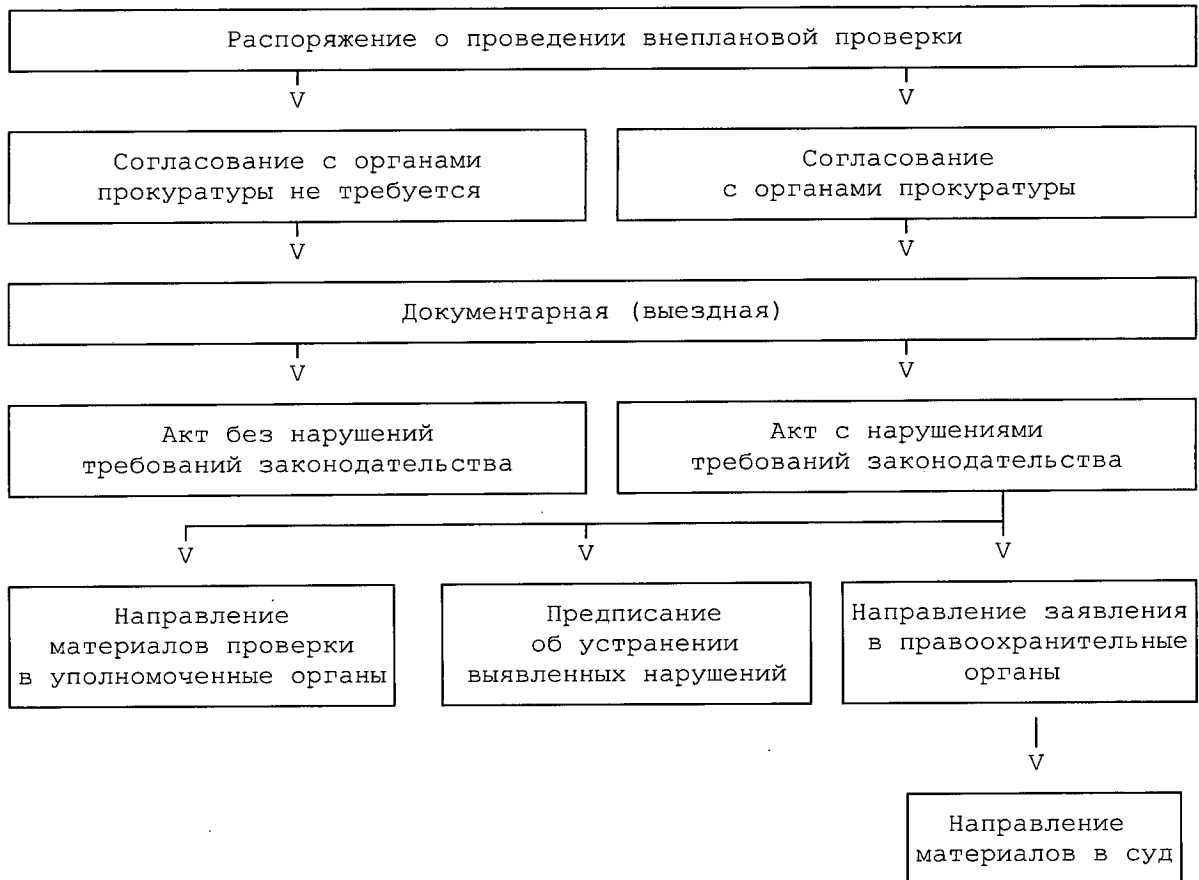 Распоряжение о проведении внеплановой проверки
V
V
Согласование с органами
прокуратуры не требуется
Согласование
с органами прокуратуры
V
V
Документарная (выездная)
V
V
Акт без нарушений
требований законодательства
Акт с нарушениями
требований законодательства
V
V
V
Направление
материалов проверки
в уполномоченные органы
Предписание
об устранении
выявленных нарушений
Направление заявления
в правоохранительные
органы
V
Направление
материалов в суд